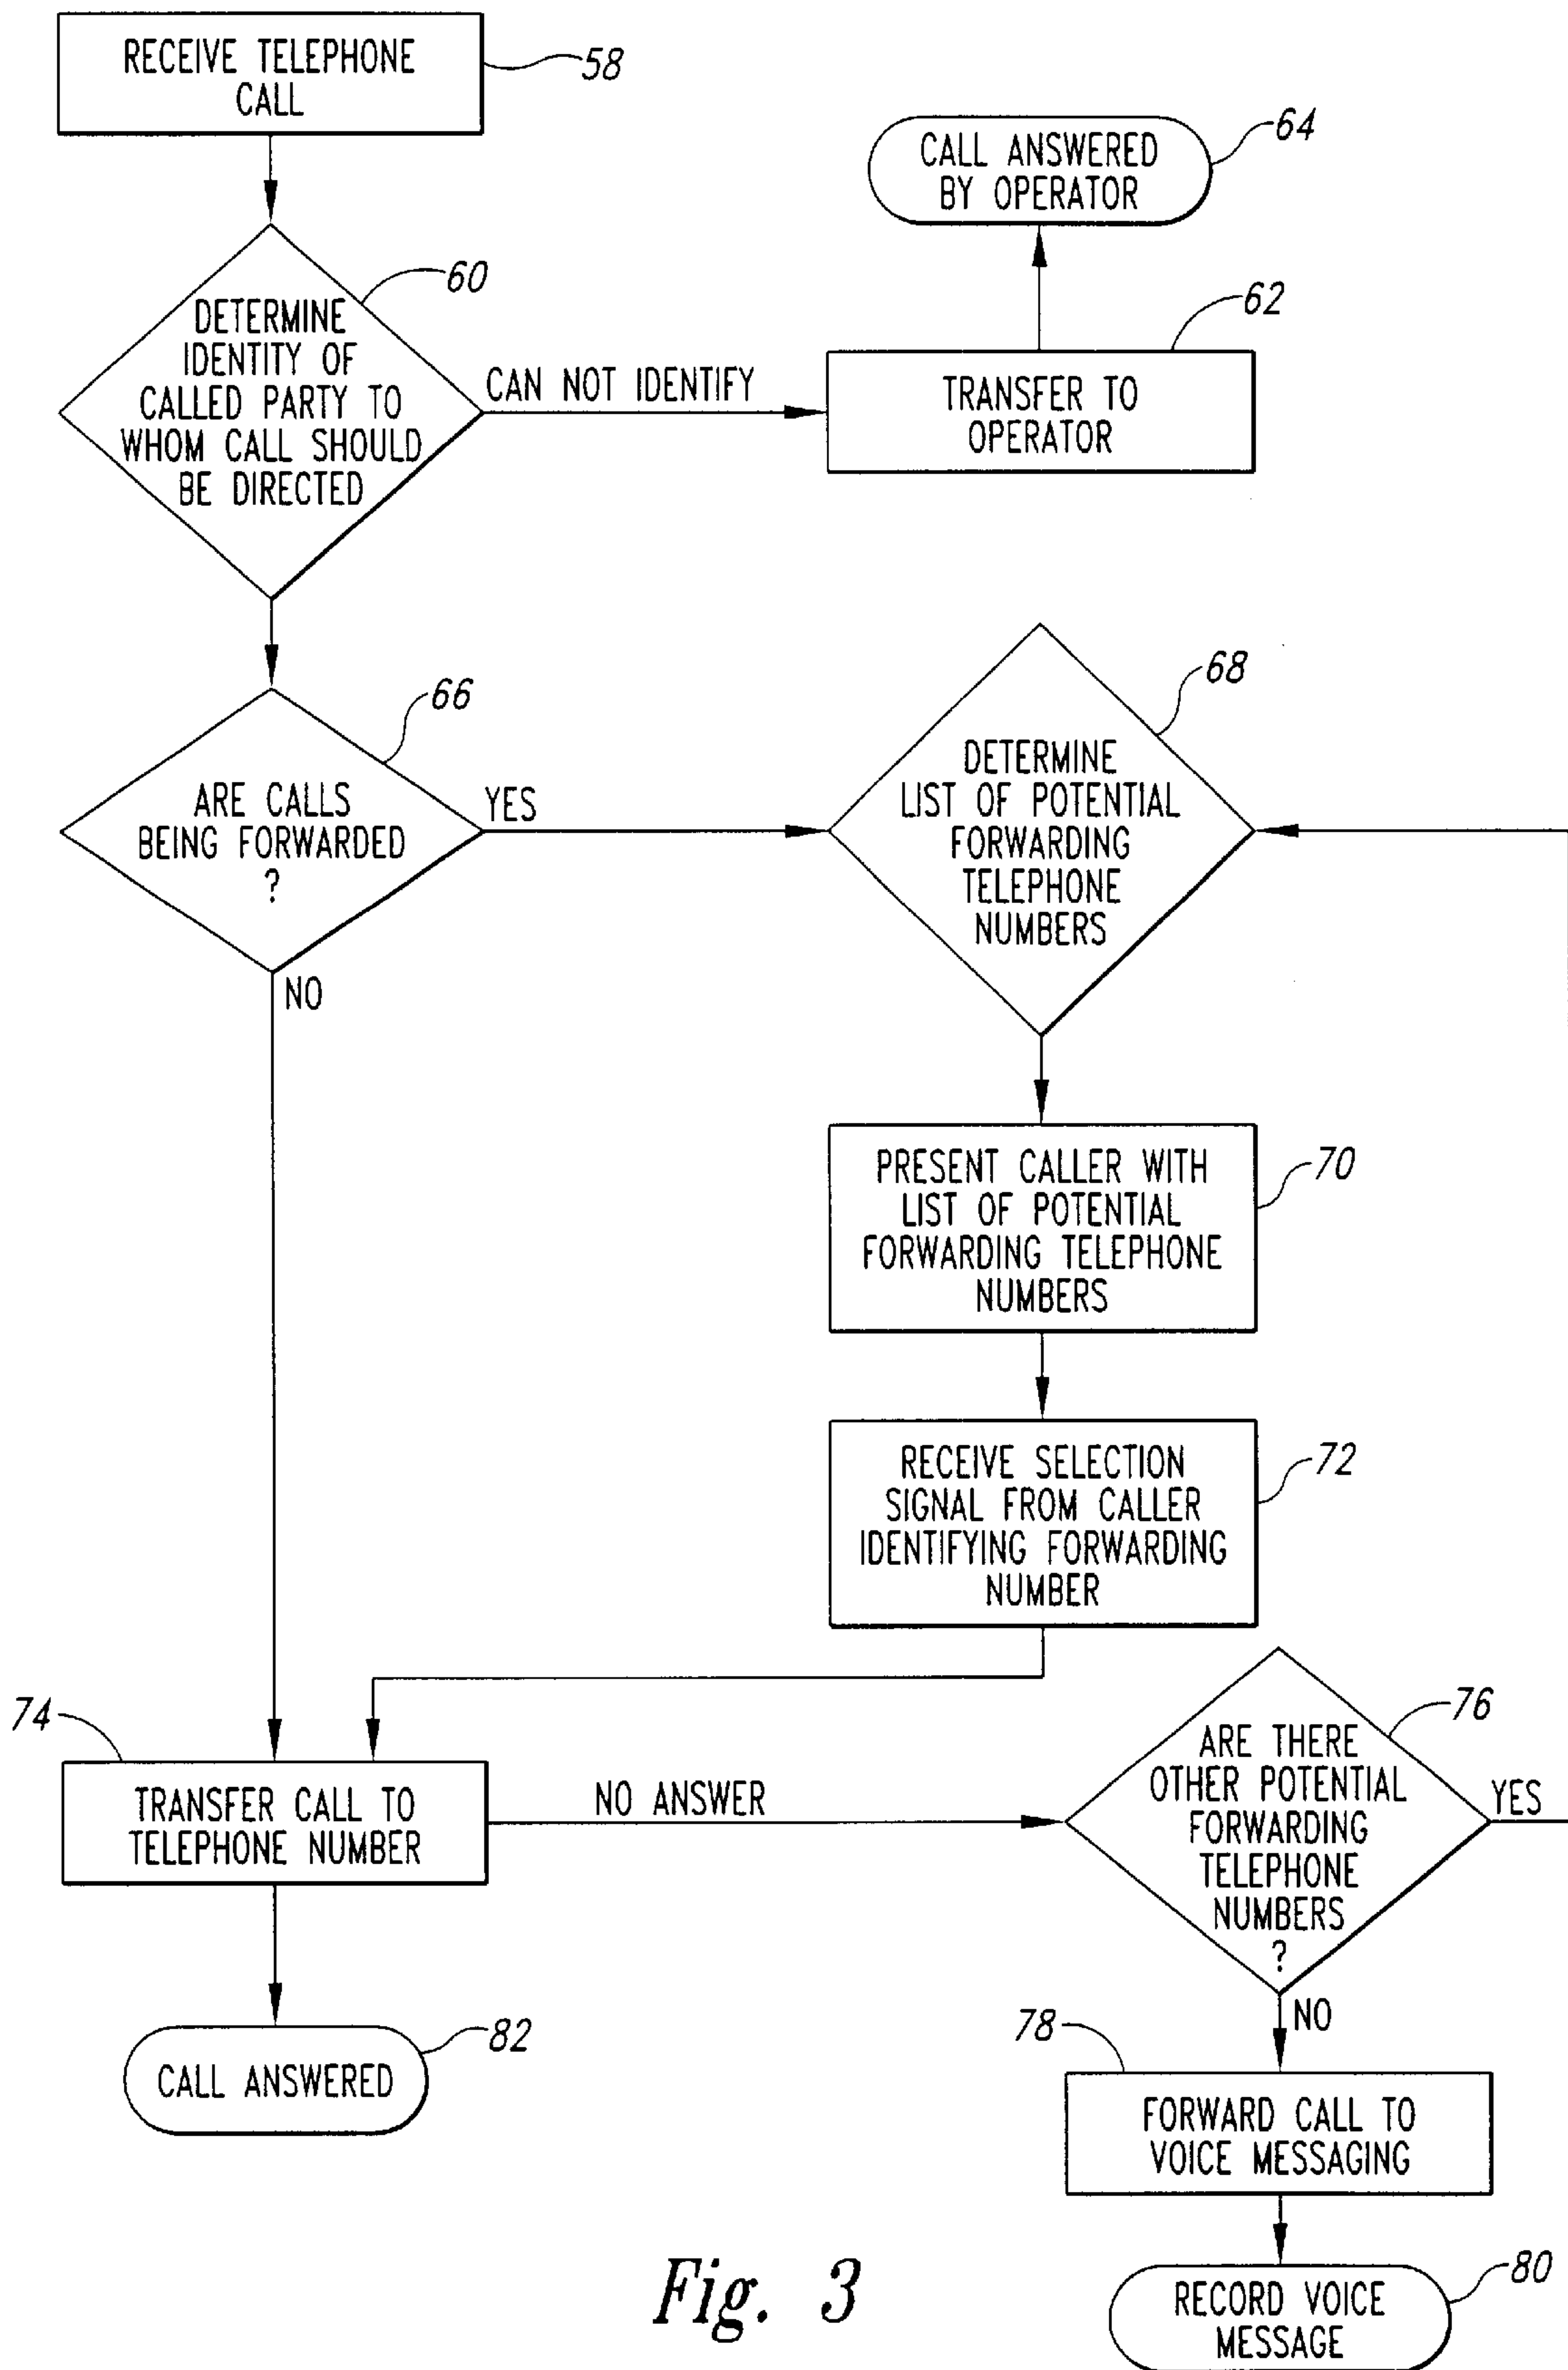 RECEIVE TELEPHONE
CALL
58
CALL ANSWERED
BY OPERATOR
64
60
DETERMINE
IDENTITY OF
CALLED PARTY TO
WHOM CALL SHOULD
BE DIRECTED
CAN NOT IDENTIFY
62
TRANSFER TO
OPERATOR
66
ARE CALLS
BEING FORWARDED
?
YES
NO
68
DETERMINE
LIST OF POTENTIAL
FORWARDING
TELEPHONE
NUMBERS
PRESENT CALLER WITH
LIST OF POTENTIAL
FORWARDING TELEPHONE
NUMBERS
70
RECEIVE SELECTION
SIGNAL FROM CALLER
IDENTIFYING FORWARDING
NUMBER
72
74
TRANSFER CALL TO
TELEPHONE NUMBER
NO ANSWER
76
ARE THERE
OTHER POTENTIAL
FORWARDING
TELEPHONE
NUMBERS
?
YES
NO
82
CALL ANSWERED
78
FORWARD CALL TO
VOICE MESSAGING
80
RECORD VOICE
MESSAGE
Fig. 3